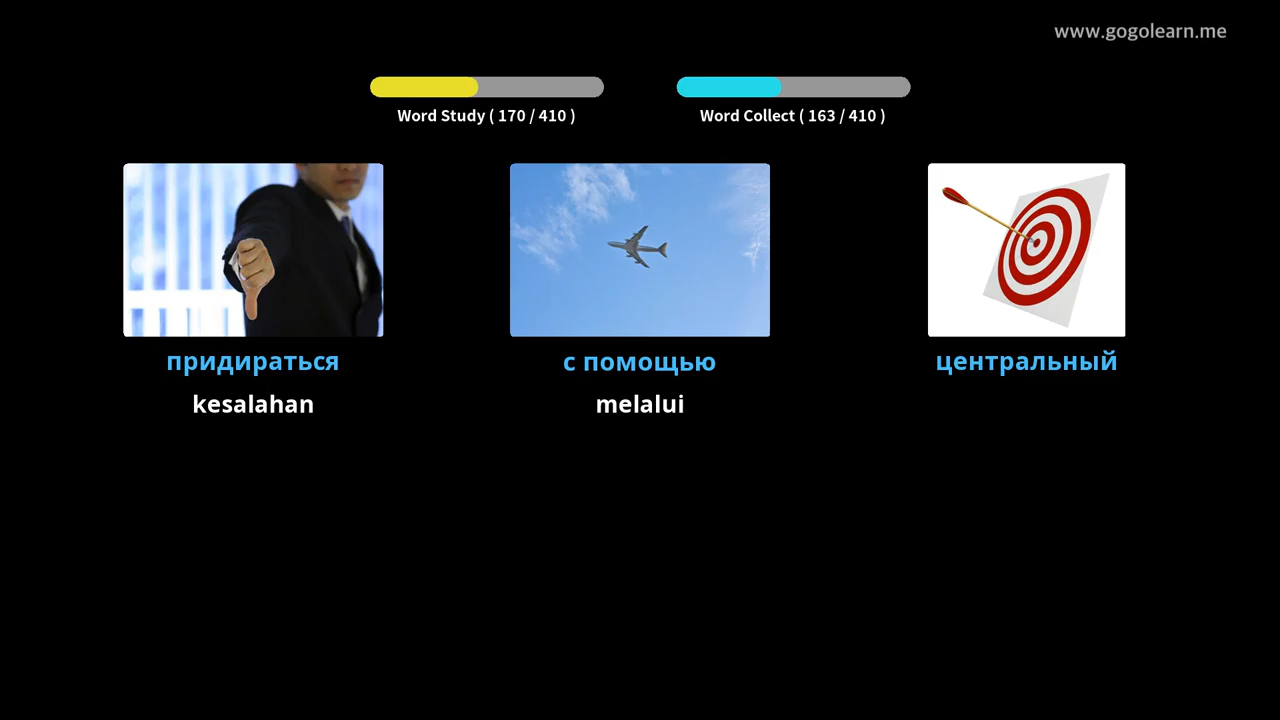 www.gogolearn.me
Word Study ( 170 / 410 )
Word Collect ( 163 / 410 )
придираться
с помощью
центральный
kesalahan
melalui